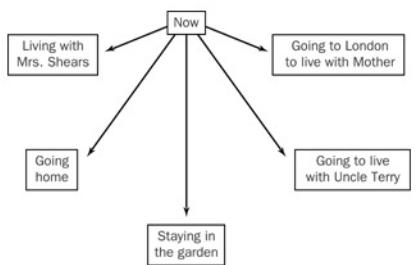 Now
Living with
Mrs. Shears
Going to London
to live with Mother
Going
home
Going to live
with Uncle Terry
Staying in
the garden